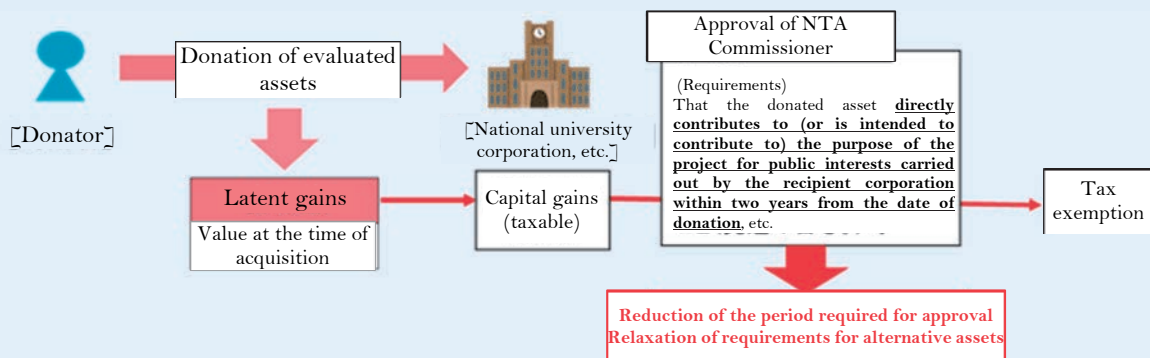 Donation of evaluated
assets
[Donator]
[National university
corporation, etc.]
Latent gains
Value at the time of
acquisition
Capital gains
(taxable)
Approval of NTA
Commissioner
(Requirements)
That the donated asset directly
contributes to (or is intended to
contribute to) the purpose of the
project for public interests carried
out by the recipient corporation
within two years from the date of
donation, etc.
Tax
exemption
Reduction of the period required for approval
Relaxation of requirements for alternative assets